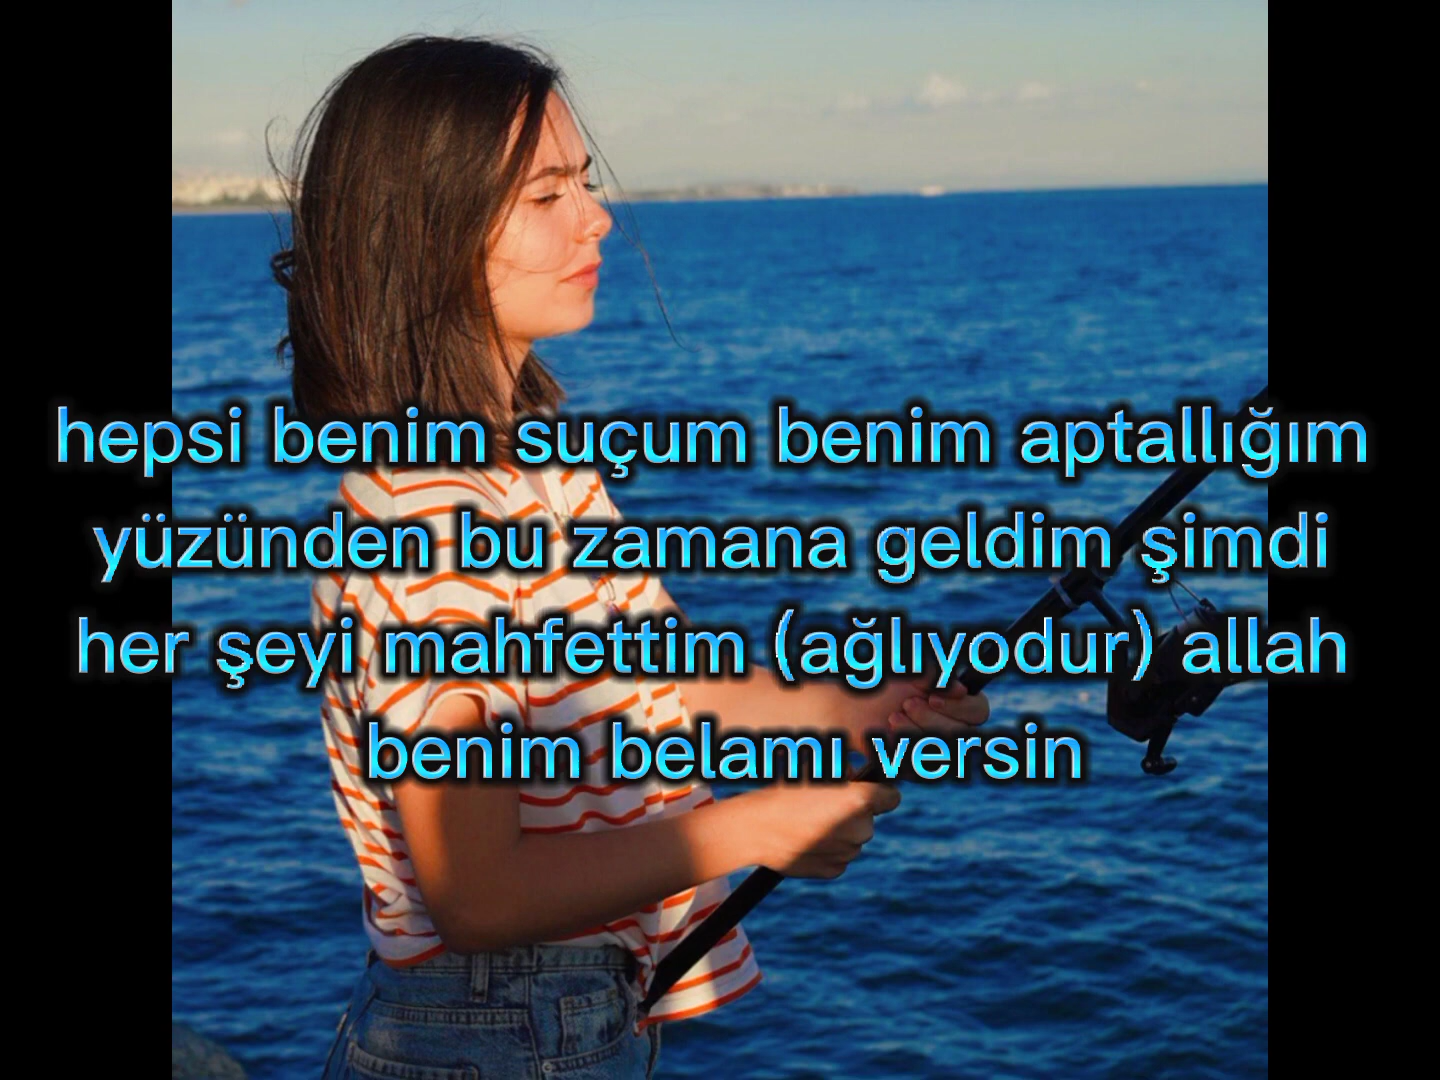 hepsi benim suçum benim aptallığım
yüzünden bu zamana geldim şimdi
her şeyi mahfettim (ağlıyodur) allah
benim belamı versin